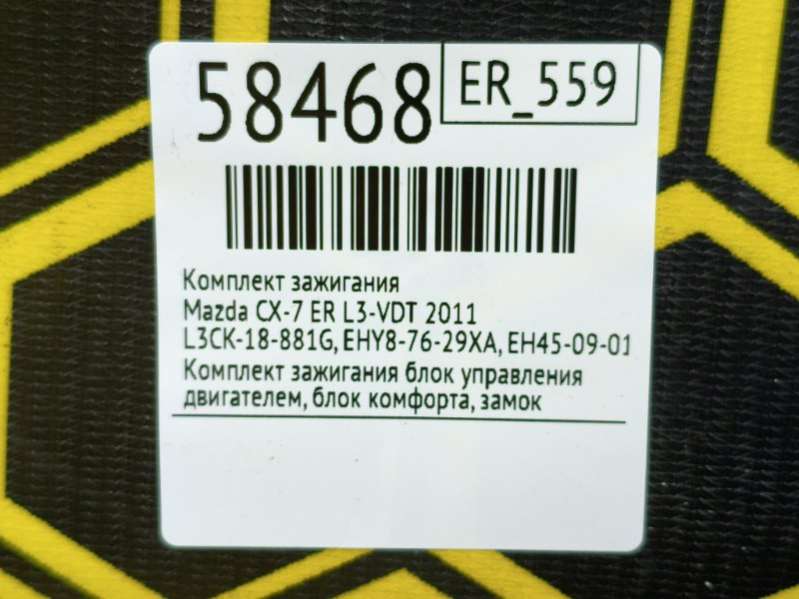 58468
ER_559
Комплект зажигания
Mazda CX-7 ER L3-VDT 2011
L3CK-18-881G, EHY8-76-29XA, EH45-09-01
Комплект зажигания блок управления
двигателем, блок комфорта, замок